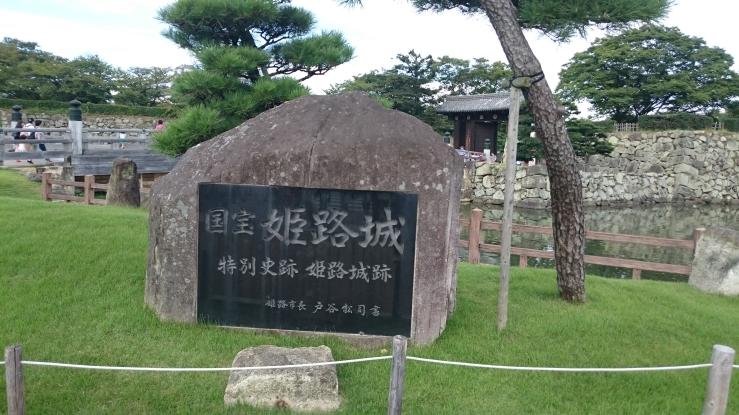 国宝 姫路城
特別史跡 姫路城跡
姫路市長 戸谷松司書